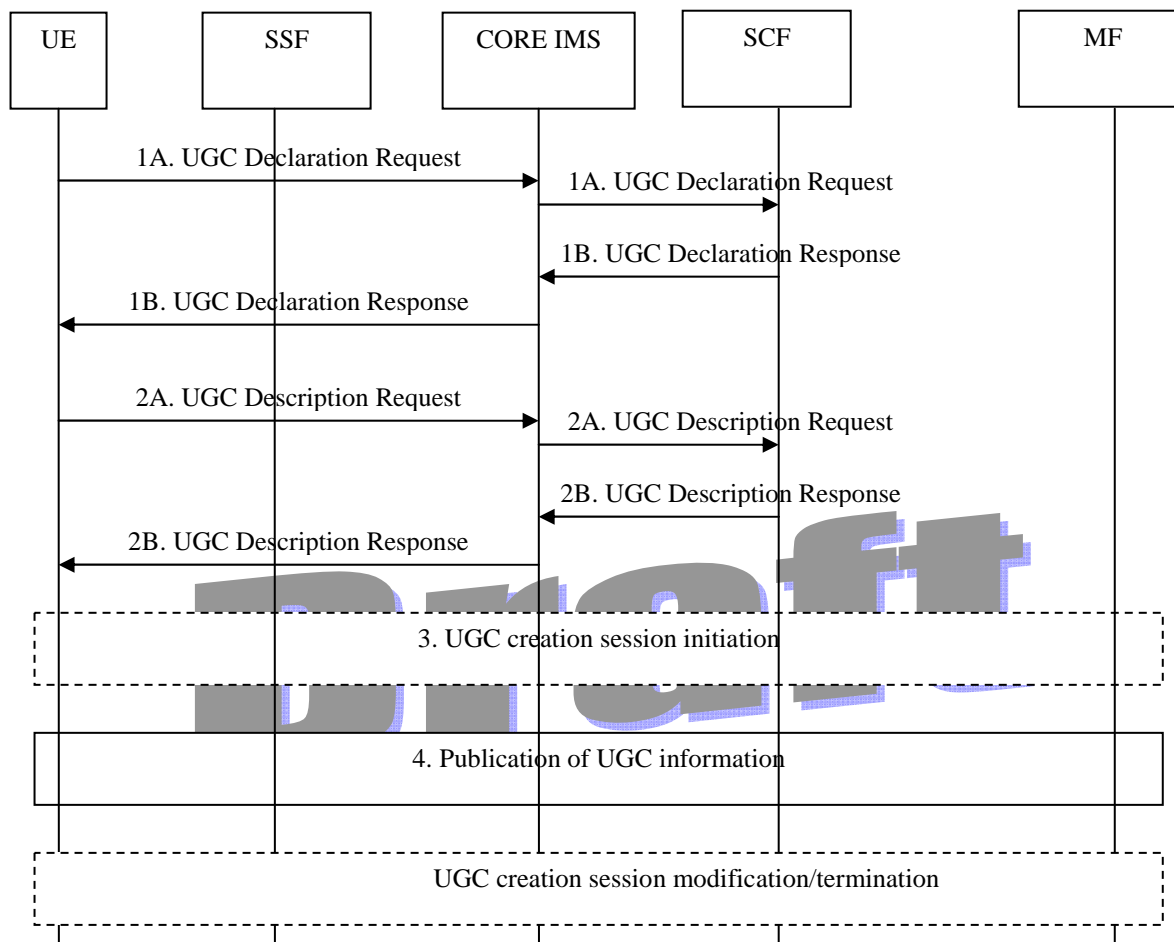 UE
SSF
CORE IMS
SCF
MF
1A. UGC Declaration Request
1A. UGC Declaration Request
1B. UGC Declaration Response
1B. UGC Declaration Response
2A. UGC Description Request
2A. UGC Description Request
2B. UGC Description Response
2B. UGC Description Response
Draft
3. UGC creation session initiation
4. Publication of UGC information
UGC creation session modification/termination